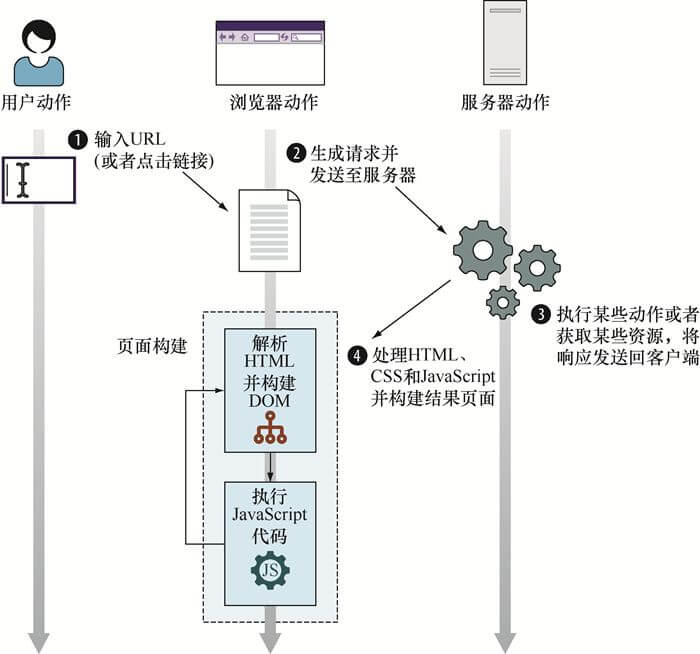 用户动作
浏览器动作
服务器动作
1 输入URL
(或者点击链接)
2 生成请求并
发送至服务器
3 执行某些动作或者
获取某些资源，将
响应发送回客户端
4 处理HTML、
CSS和JavaScript
并构建结果页面
页面构建
解析
HTML
并构建
DOM
执行
JavaScript
代码
JS